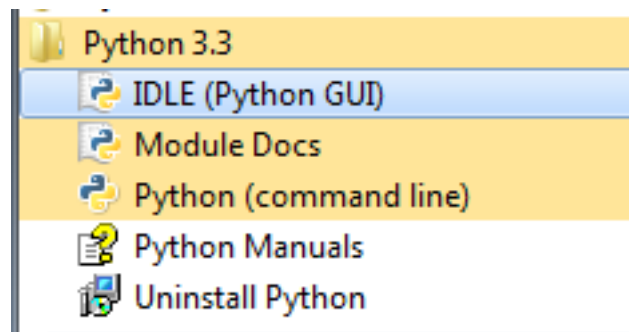 Python 3.3
IDLE (Python GUI)
Module Docs
Python (command line)
Python Manuals
Uninstall Python